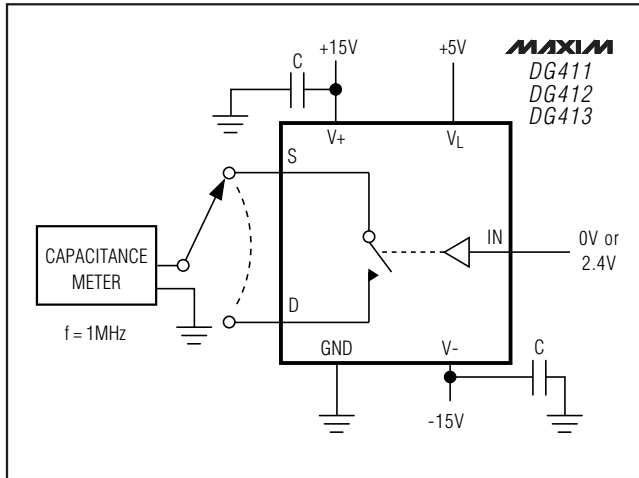 +15V
+5V
MAXIM
DG411
DG412
DG413
C
V+
VL
S
IN
0V or
2.4V
CAPACITANCE
METER
f = 1MHz
D
GND
V-
C
-15V